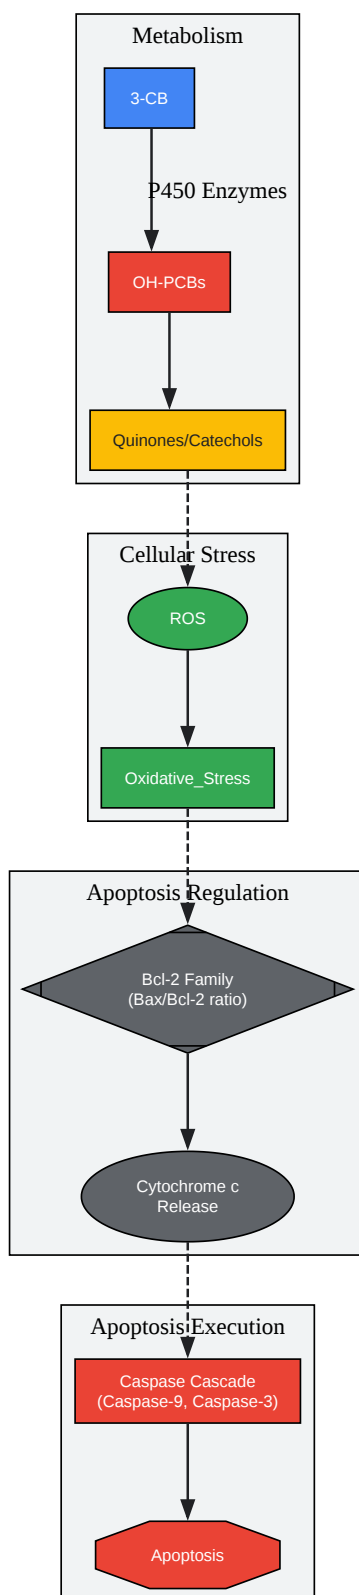 Metabolism
3-CB
P450 Enzymes
OH-PCBs
Quinones/Catechols
Cellular Stress
ROS
Oxidative_Stress
Apoptosis Regulation
Bcl-2 Family
(Bax/Bcl-2 ratio)
Cytochrome c
Release
Apoptosis Execution
Caspase Cascade
(Caspase-9, Caspase-3)
Apoptosis